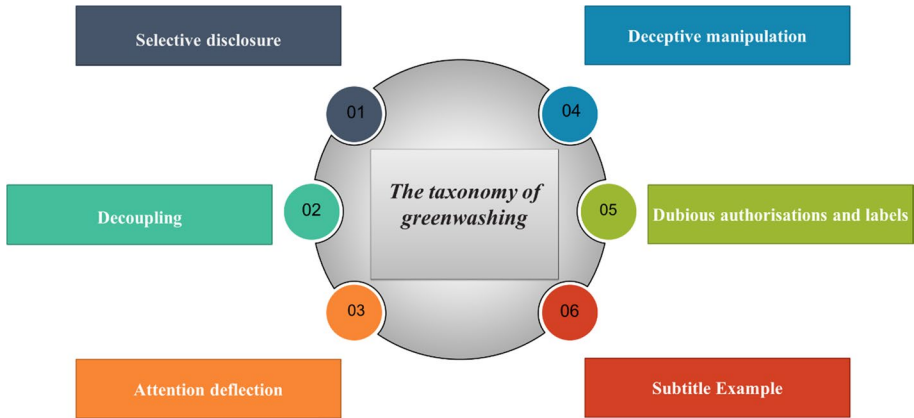 Selective disclosure
01
Decoupling
02
Attention deflection
03
The taxonomy of
greenwashing
Deceptive manipulation
04
Dubious authorisations and labels
05
Subtitle Example
06